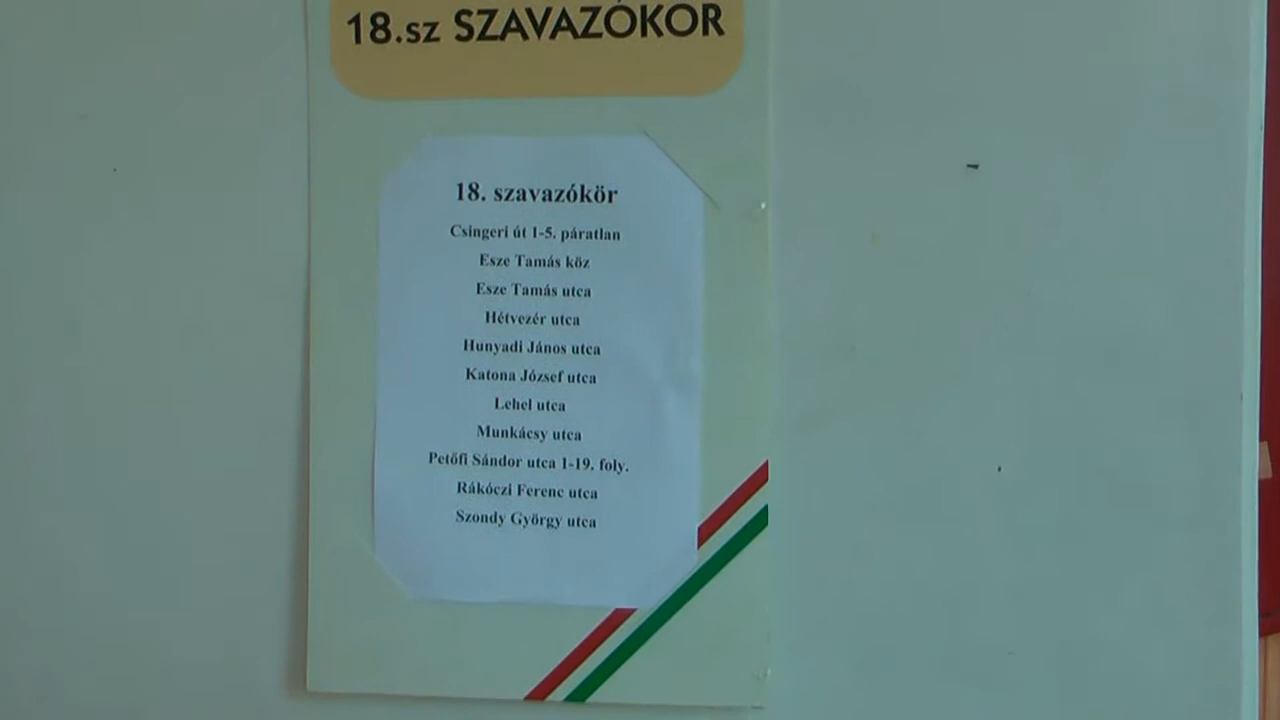 18.sz SZAVAZÓKÖR
18. szavazókör
Csingeri út 1-5. páratlan
Esze Tamás köz
Esze Tamás utca
Hétvezér utca
Hunyadi János utca
Katona József utca
Lehel utca
Munkácsy utca
Petőfi Sándor utca 1-19. foly.
Rákóczi Ferenc utca
Szondy György utca